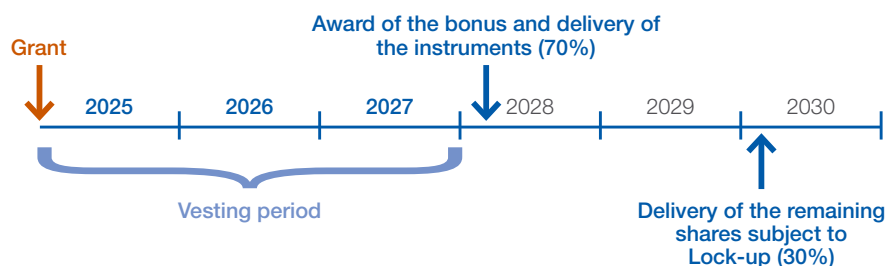 Award of the bonus and delivery of
the instruments (70%)
Grant
2025 2026 2027 2028 2029 2030
Vesting period
Delivery of the remaining
shares subject to
Lock-up (30%)